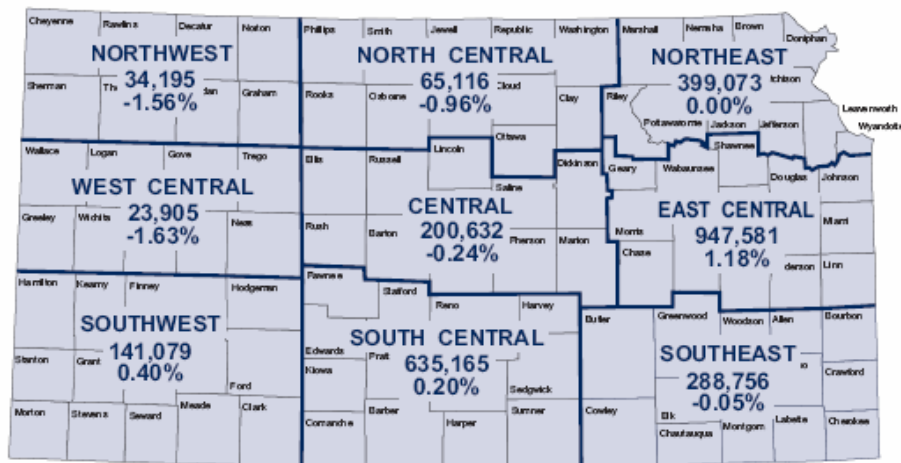 Cheyenne Rawlins Decatur Norton Phillips Smith Jewell Republic Washington Marshall Nemaha Brown Doniphan
NORTHWEST
34,195
-1.56%
NORTH CENTRAL
65,116
-0.96%
NORTHEAST
399,073
0.00%
Sherman Graham Rooks Osborne Cloud Clay Riley
Pottawatomie Jackson Jefferson Leavenworth
Wyandotte
Ottawa
Wallace Logan Gove Trego Ellis Russell Lincoln Dickinson Geary Wabaunsee Shawnee Douglas Johnson
Saline
WEST CENTRAL
23,905
-1.63%
CENTRAL
200,632
-0.24%
EAST CENTRAL
947,581
1.18%
Greeley Wichita Ness Rush Barton Marion Morris Miami
Chase Linn
Hamilton Kearny Finney Hodgeman Pawnee Stafford Reno Harvey Butler Greenwood Woodson Allen Bourbon
SOUTHWEST
141,079
0.40%
SOUTH CENTRAL
635,165
0.20%
SOUTHEAST
288,756
-0.05%
Stanton Grant Ford Edwards Pratt Kiowa Sedgwick Crawford
Morton Stevens Seward Meade Clark Comanche Barber Harper Sumner Cowley Elk
Chautauqua Montgom Labette Cherokee